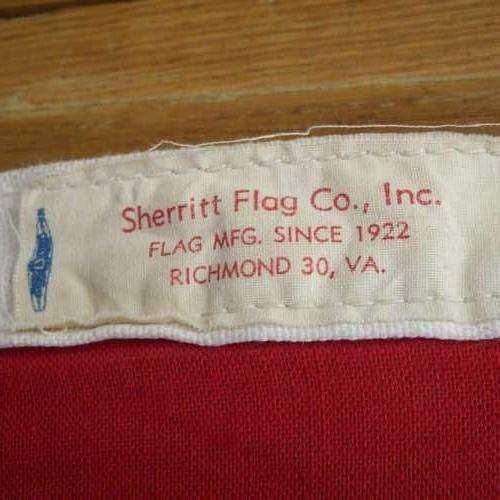 Sherritt Flag Co., Inc.
FLAG MFG. SINCE 1922
RICHMOND 30, VA.